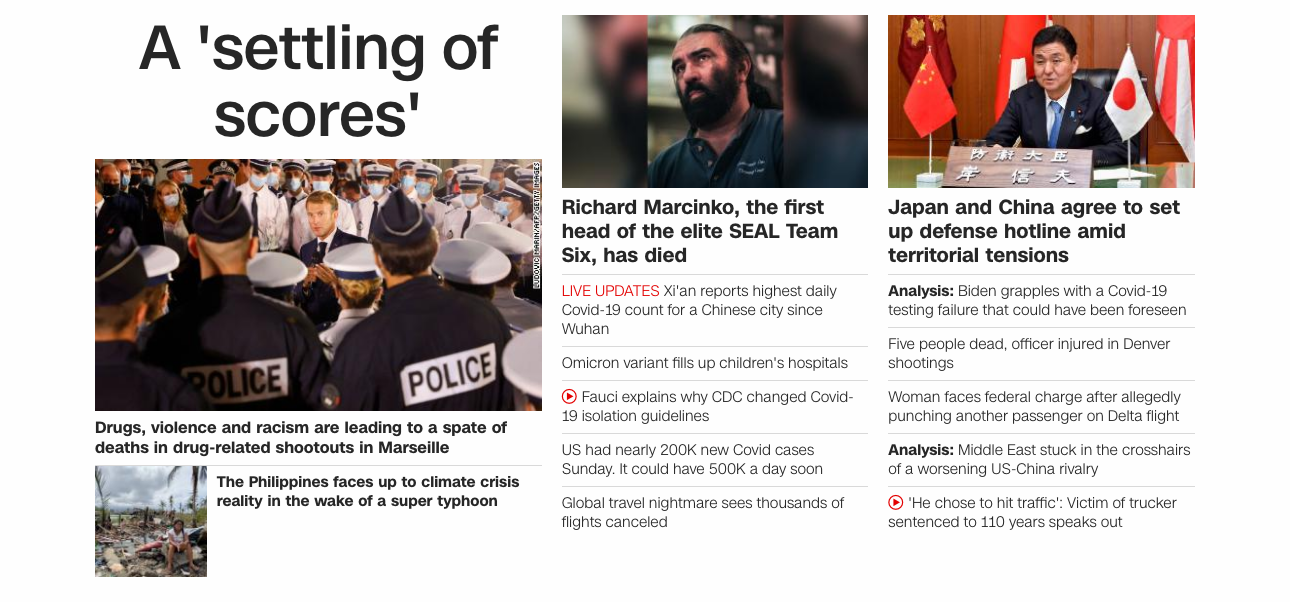 A 'settling of
scores'
LUDOVIC MARIN/AFP/GETTY IMAGES
POLICE
POLICE
Drugs, violence and racism are leading to a spate of
deaths in drug-related shootouts in Marseille
The Philippines faces up to climate crisis
reality in the wake of a super typhoon
Richard Marcinko, the first
head of the elite SEAL Team
Six, has died
LIVE UPDATES Xi'an reports highest daily
Covid-19 count for a Chinese city since
Wuhan
Omicron variant fills up children's hospitals
Fauci explains why CDC changed Covid-
19 isolation guidelines
US had nearly 200K new Covid cases
Sunday. It could have 500K a day soon
Global travel nightmare sees thousands of
flights canceled
防衛大臣
岸信夫
Japan and China agree to set
up defense hotline amid
territorial tensions
Analysis: Biden grapples with a Covid-19
testing failure that could have been foreseen
Five people dead, officer injured in Denver
shootings
Woman faces federal charge after allegedly
punching another passenger on Delta flight
Analysis: Middle East stuck in the crosshairs
of a worsening US-China rivalry
'He chose to hit traffic': Victim of trucker
sentenced to 110 years speaks out